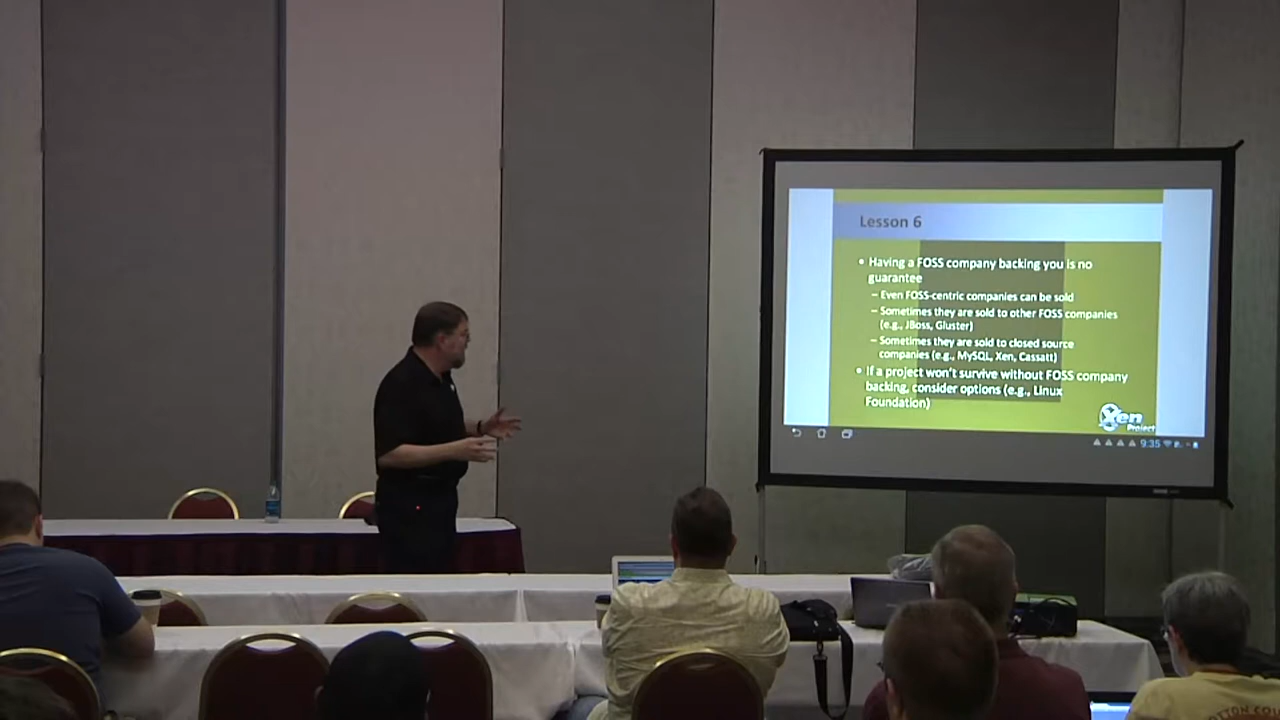 Lesson 6
• Having a FOSS company backing you is no
guarantee
– Even FOSS-centric companies can be sold
– Sometimes they are sold to other FOSS companies
(e.g., JBoss, Gluster)
– Sometimes they are sold to closed source
companies (e.g., MySQL, Xen, Cassatt)
• If a project won't survive without FOSS company
backing, consider options (e.g., Linux
Foundation)
Xen
Project
9:35